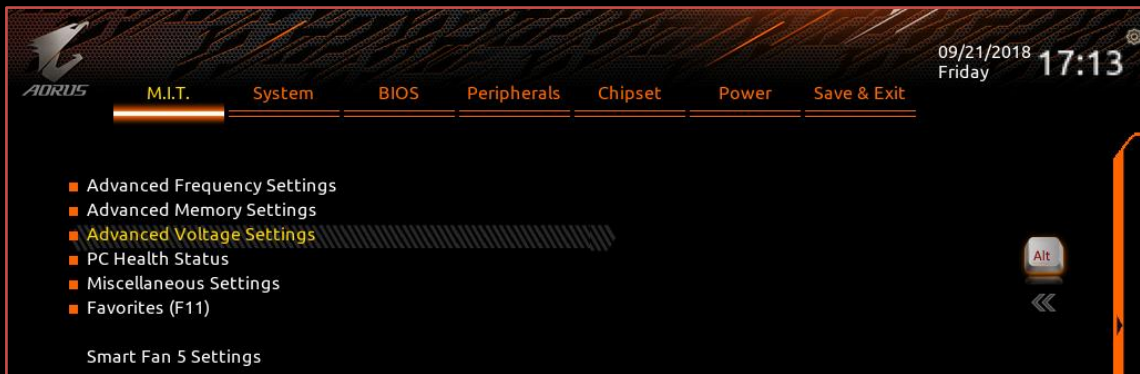 09/21/2018 17:13
Friday
AORUS
M.I.T. System BIOS Peripherals Chipset Power Save & Exit
Advanced Frequency Settings
Advanced Memory Settings
Advanced Voltage Settings
PC Health Status
Miscellaneous Settings
Favorites (F11)
Alt
Smart Fan 5 Settings